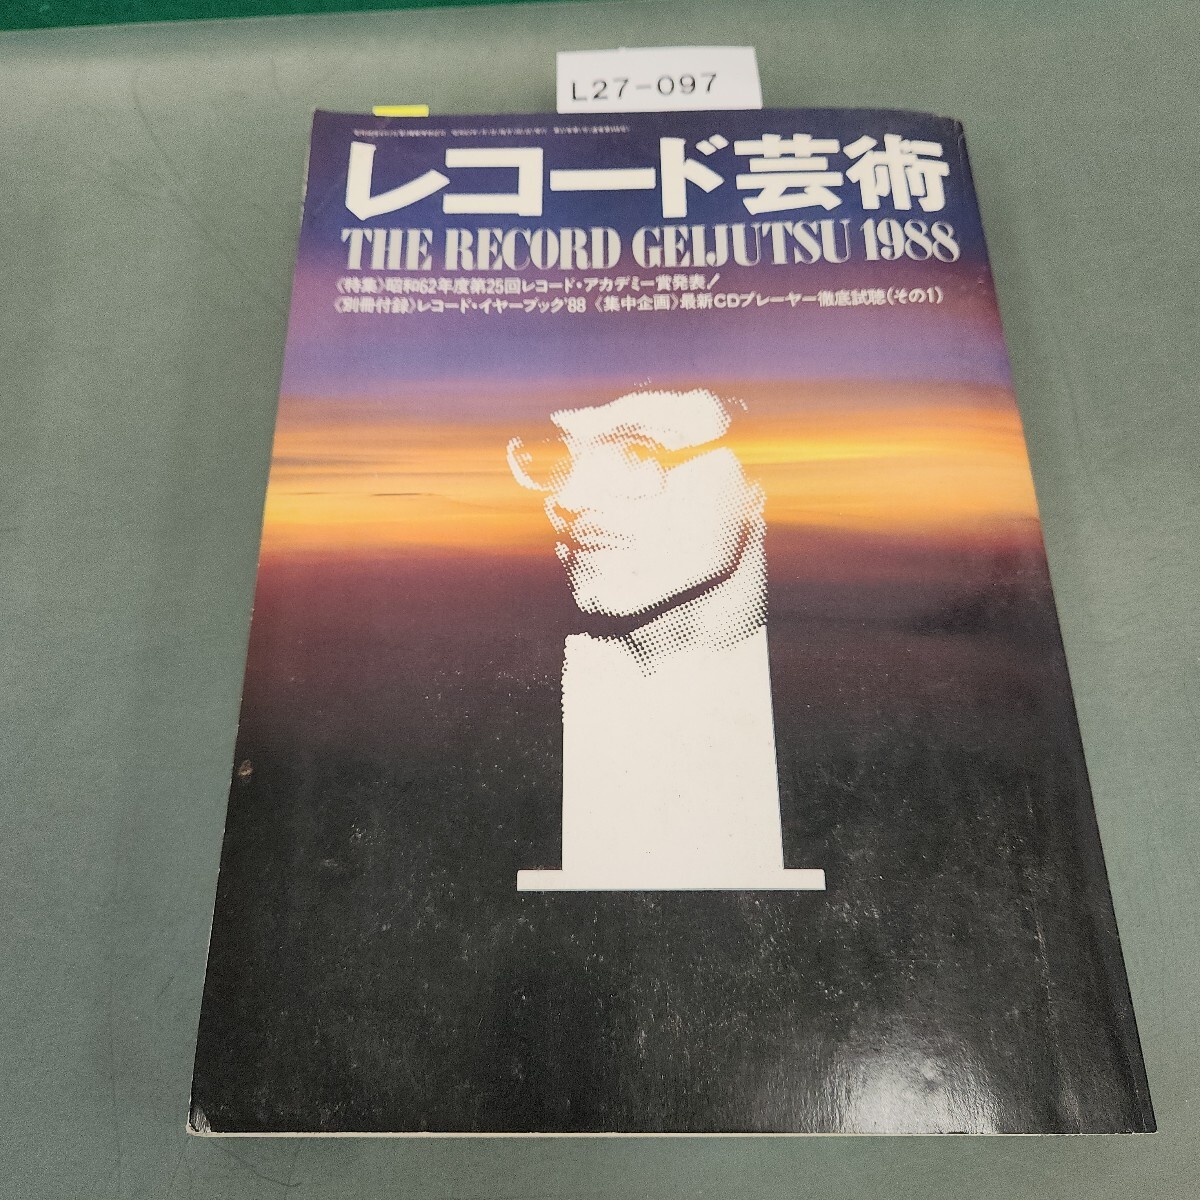 L27-097
レコード芸術
THE RECORD GEIJUTSU 1988
《特集》昭和62年度第25回レコード・アカデミー賞発表!
《別冊付録》レコード・イヤーブック'88 《集中企画》最新CDプレーヤー徹底試聴(その1)
1